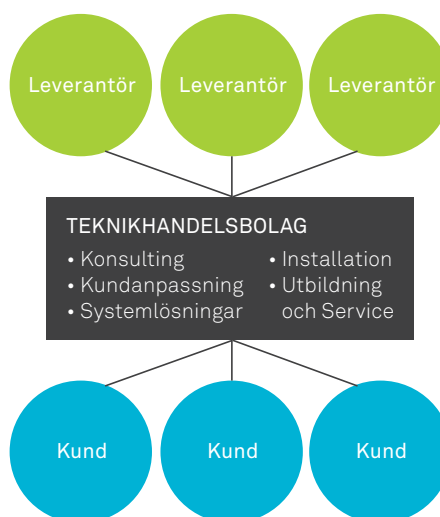 Leverantör Leverantör Leverantör
TEKNIKHANDELSBOLAG
• Konsulting
• Kundanpassning
• Systemlösningar
• Installation
• Utbildning
och Service
Kund Kund Kund